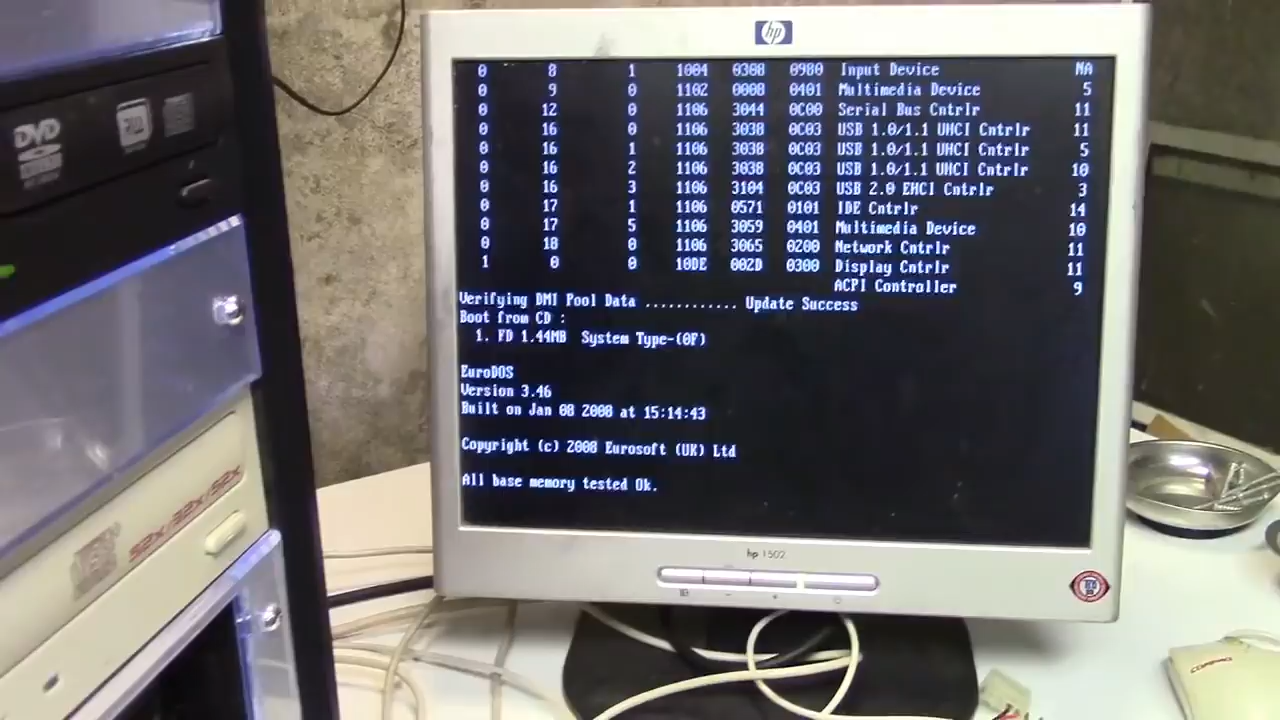 hp
0 8 1 1004 0308 0980 Input Device NA
0 9 0 1102 0008 0401 Multimedia Device 5
0 12 0 1106 3044 0C00 Serial Bus Cntrlr 11
0 16 0 1106 3038 0C03 USB 1.0/1.1 UHCI Cntrlr 11
0 16 1 1106 3038 0C03 USB 1.0/1.1 UHCI Cntrlr 5
0 16 2 1106 3038 0C03 USB 1.0/1.1 UHCI Cntrlr 10
0 16 3 1106 3104 0C03 USB 2.0 EHCI Cntrlr 3
0 17 1 1106 0571 0101 IDE Cntrlr 14
0 17 5 1106 3059 0401 Multimedia Device 10
0 18 0 1106 3065 0200 Network Cntrlr 11
1 0 0 10DE 002D 0300 Display Cntrlr 11
ACPI Controller 9
Verifying DMI Pool Data ............ Update Success
Boot from CD :
1. FD 1.44MB System Type-(0F)
EuroDOS
Version 3.46
Built on Jan 08 2008 at 15:14:43
Copyright (c) 2008 Eurosoft (UK) Ltd
All base memory tested Ok.
hp 1502
DVD
52x/32x/52x
COMPAQ